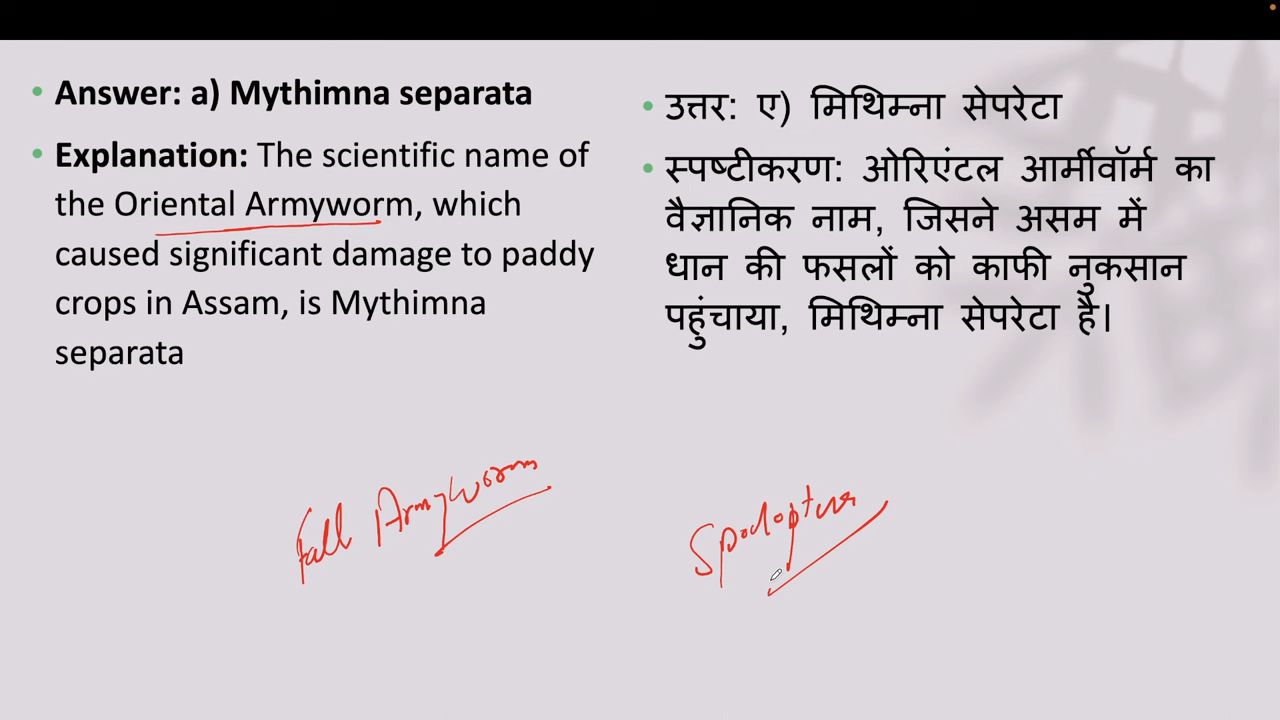 • Answer: a) Mythimna separata
• Explanation: The scientific name of
the Oriental Armyworm, which
caused significant damage to paddy
crops in Assam, is Mythimna
separata
• उत्तर: ए) मिथिम्ना सेपरेटा
• स्पष्टीकरण: ओरिएंटल आर्मीवॉर्म का
वैज्ञानिक नाम, जिसने असम में
धान की फसलों को काफी नुकसान
पहुंचाया, मिथिम्ना सेपरेटा है।
Fall Armyworm
Spodoptera